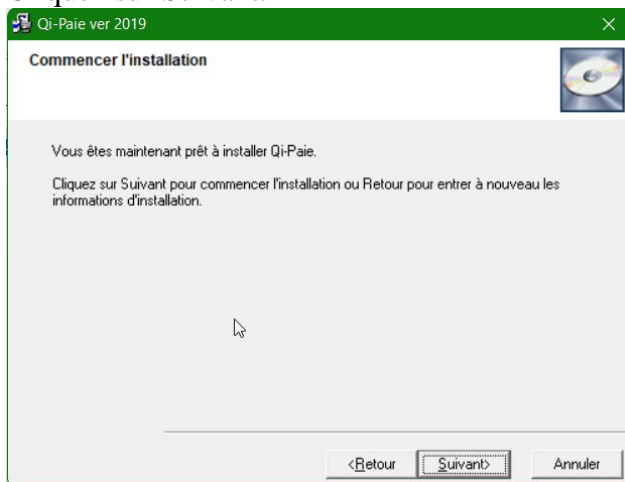 Qi-Paie ver 2019
Commencer l'installation
Vous êtes maintenant prêt à installer Qi-Paie.
Cliquez sur Suivant pour commencer l'installation ou Retour pour entrer à nouveau les
informations d'installation.
<Retour Suivant> Annuler